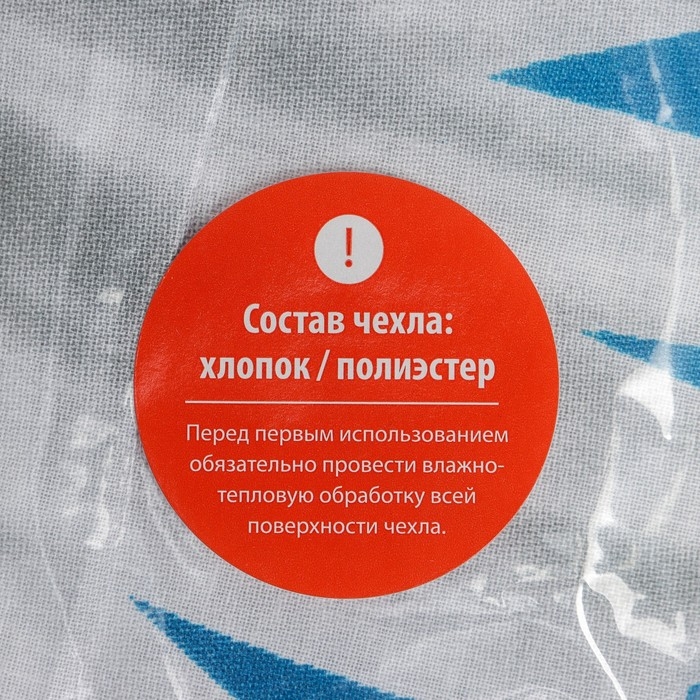 !
Состав чехла:
хлопок / полиэстер
Перед первым использованием
обязательно провести влажно-
тепловую обработку всей
поверхности чехла.